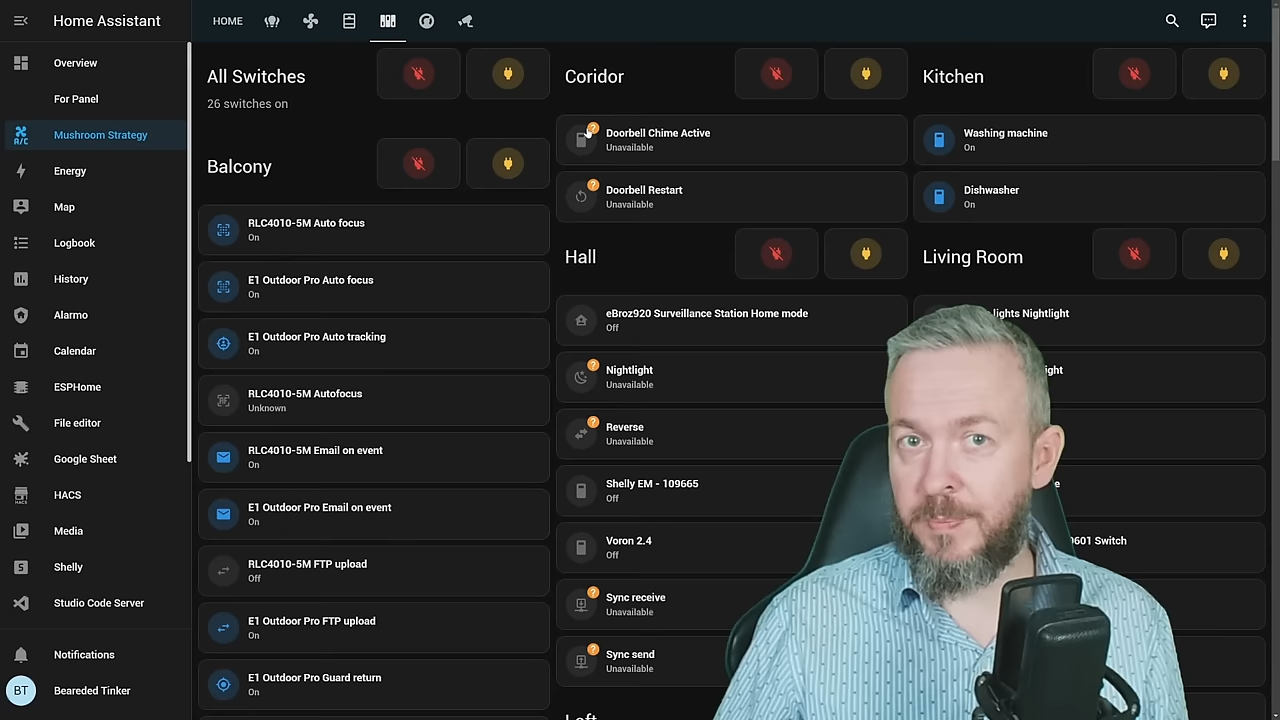 Home Assistant
HOME
Overview
For Panel
Mushroom Strategy
Energy
Map
Logbook
History
Alarmo
Calendar
ESPHome
File editor
Google Sheet
HACS
Media
Shelly
Studio Code Server
Notifications
BT
Beareded Tinker
All Switches
26 switches on
Balcony
RLC4010-5M Auto focus
On
E1 Outdoor Pro Auto focus
On
E1 Outdoor Pro Auto tracking
On
RLC4010-5M Autofocus
Unknown
RLC4010-5M Email on event
On
E1 Outdoor Pro Email on event
On
RLC4010-5M FTP upload
Off
E1 Outdoor Pro FTP upload
On
E1 Outdoor Pro Guard return
On
Coridor
Doorbell Chime Active
Unavailable
Doorbell Restart
Unavailable
Hall
eBroz920 Surveillance Station Home mode
Off
Nightlight
Unavailable
Reverse
Unavailable
Shelly EM - 109665
Off
Voron 2.4
Off
Sync receive
Unavailable
Sync send
Unavailable
Loft
Kitchen
Washing machine
On
Dishwasher
On
Living Room
lights Nightlight
Switch